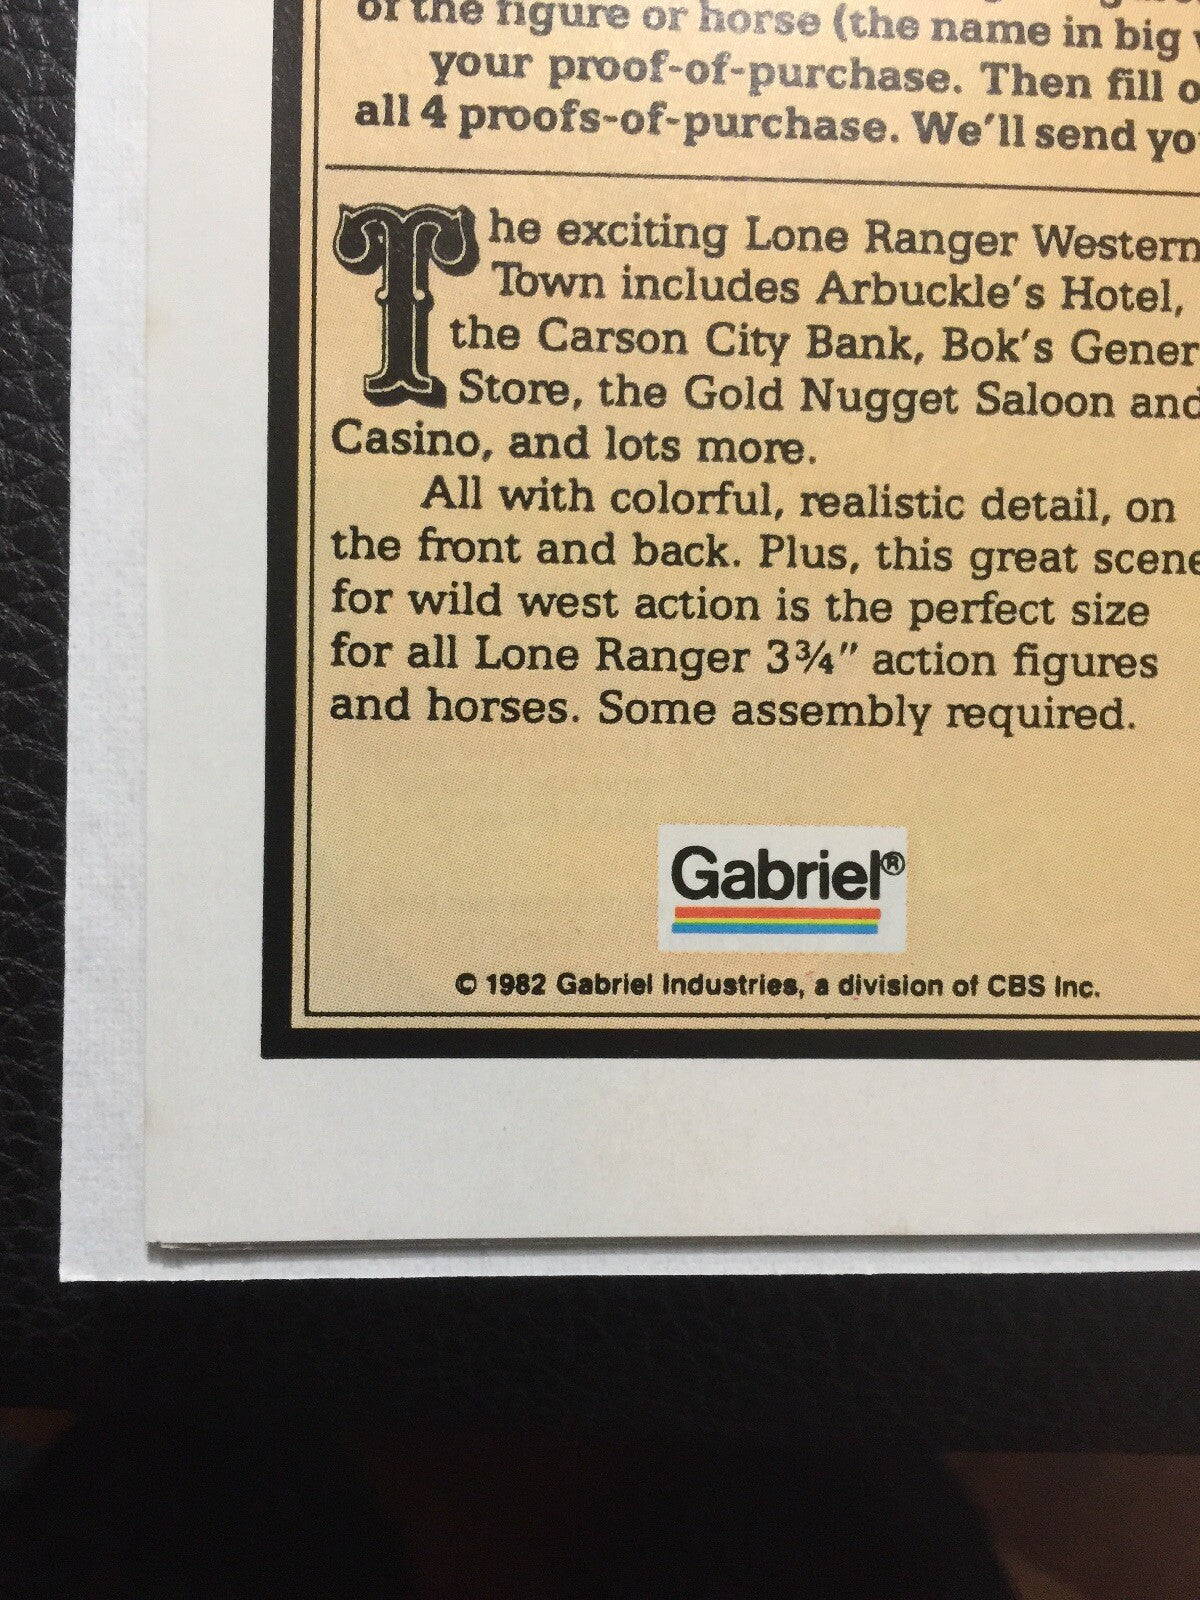 of the figure or horse (the name in big
your proof-of-purchase. Then fill
all 4 proofs-of-purchase. We'll send
The exciting Lone Ranger Western
Town includes Arbuckle's Hotel,
the Carson City Bank, Bok's Gener
Store, the Gold Nugget Saloon and
Casino, and lots more.
All with colorful, realistic detail, on
the front and back. Plus, this great scene
for wild west action is the perfect size
for all Lone Ranger 3¾" action figures
and horses. Some assembly required.
Gabriel®
© 1982 Gabriel Industries, a division of CBS Inc.